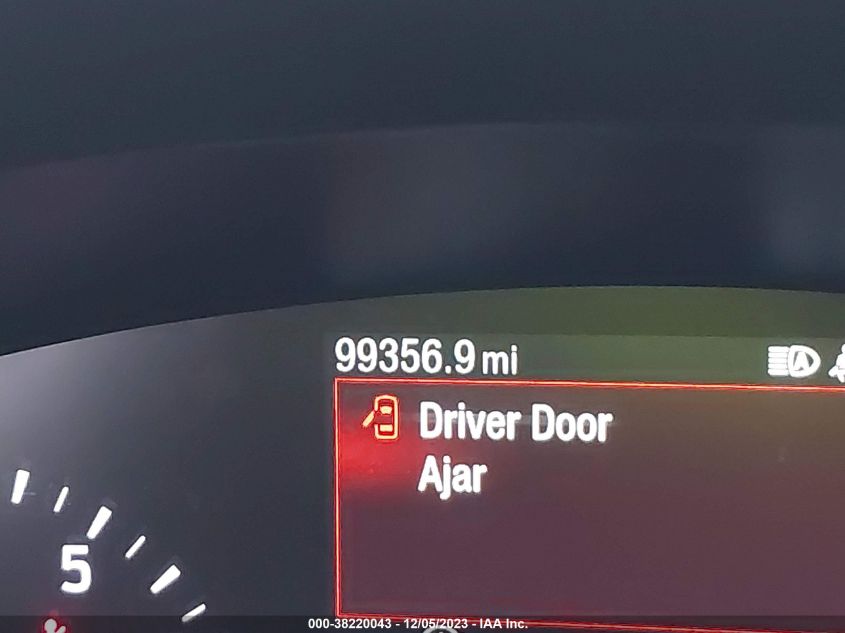 99356.9 mi
Driver Door
Ajar
5
000-38220043 - 12/05/2023 - IAA Inc.